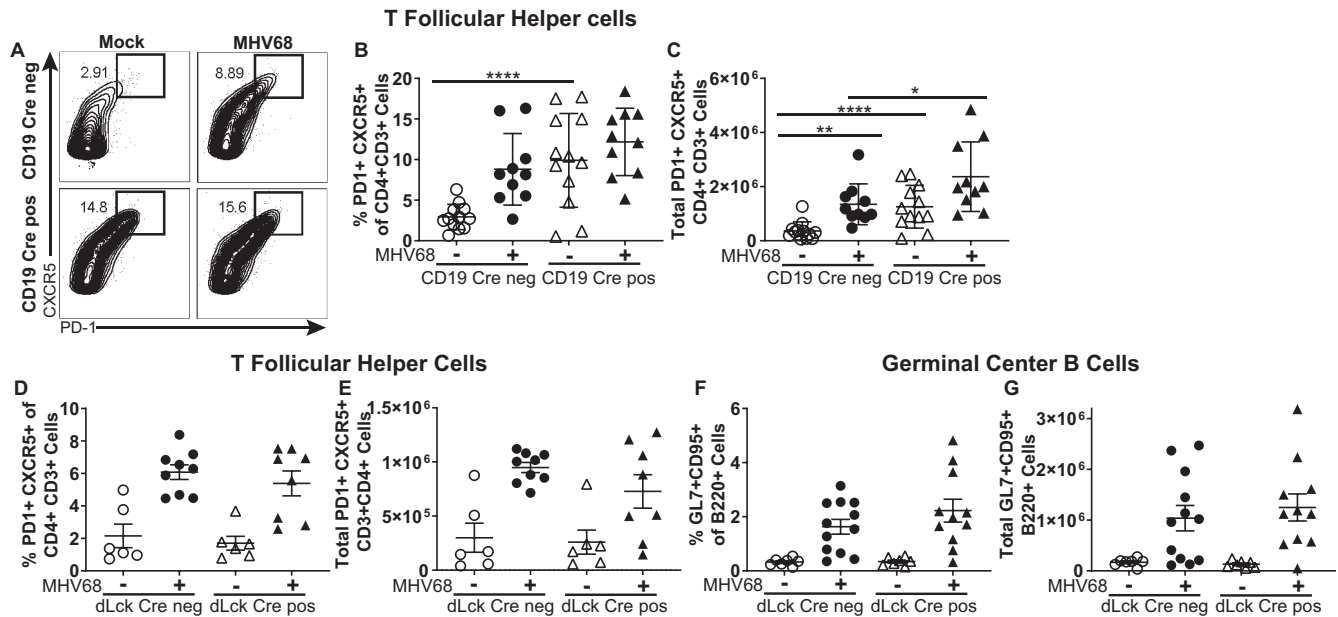 T Follicular Helper cells
A
Mock
MHV68
CD19 Cre neg
CD19 Cre pos
CXCR5
PD-1
2.91
8.89
14.8
15.6
B
% PD1+ CXCR5+
of CD4+CD3+ Cells
20
15
10
5
0
****
MHV68
- + - +
CD19 Cre neg CD19 Cre pos
C
Total PD1+ CXCR5+
CD4+ CD3+ Cells
6×10⁶
4×10⁶
2×10⁶
0
*
****
**
MHV68
- + - +
CD19 Cre neg CD19 Cre pos
T Follicular Helper Cells
D
% PD1+ CXCR5+ of
CD4+ CD3+ Cells
10
8
6
4
2
0
MHV68
- + - +
dLck Cre neg dLck Cre pos
E
Total PD1+ CXCR5+
CD3+CD4+ Cells
1.5×10⁶
1×10⁶
5×10⁵
0
MHV68
- + - +
dLck Cre neg dLck Cre pos
Germinal Center B Cells
F
% GL7+CD95+
of B220+ Cells
6
4
2
0
MHV68
- + - +
dLck Cre neg dLck Cre pos
G
Total GL7+CD95+
B220+ Cells
3×10⁶
2×10⁶
1×10⁶
0
MHV68
- + - +
dLck Cre neg dLck Cre pos